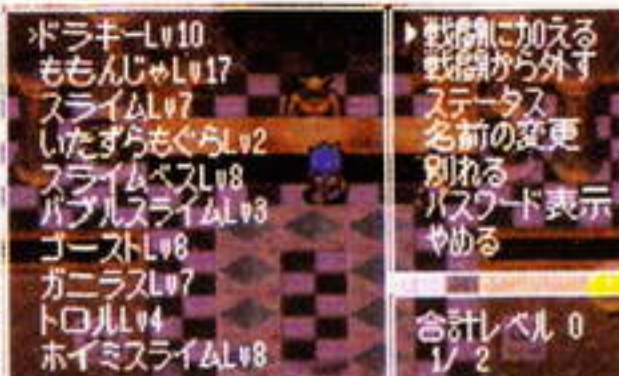 ›ドラキーLv10
ももんじゃLv17
スライムLv7
いたずらもぐらLv2
スライムベスLv8
バブルスライムLv3
ゴーストLv8
ガニラスLv7
トロルLv4
ホイミスライムLv8
▶戦闘に加える
戦闘から外す
ステータス
名前の変更
別れる
パスワード表示
やめる
合計レベル 0
1/ 2